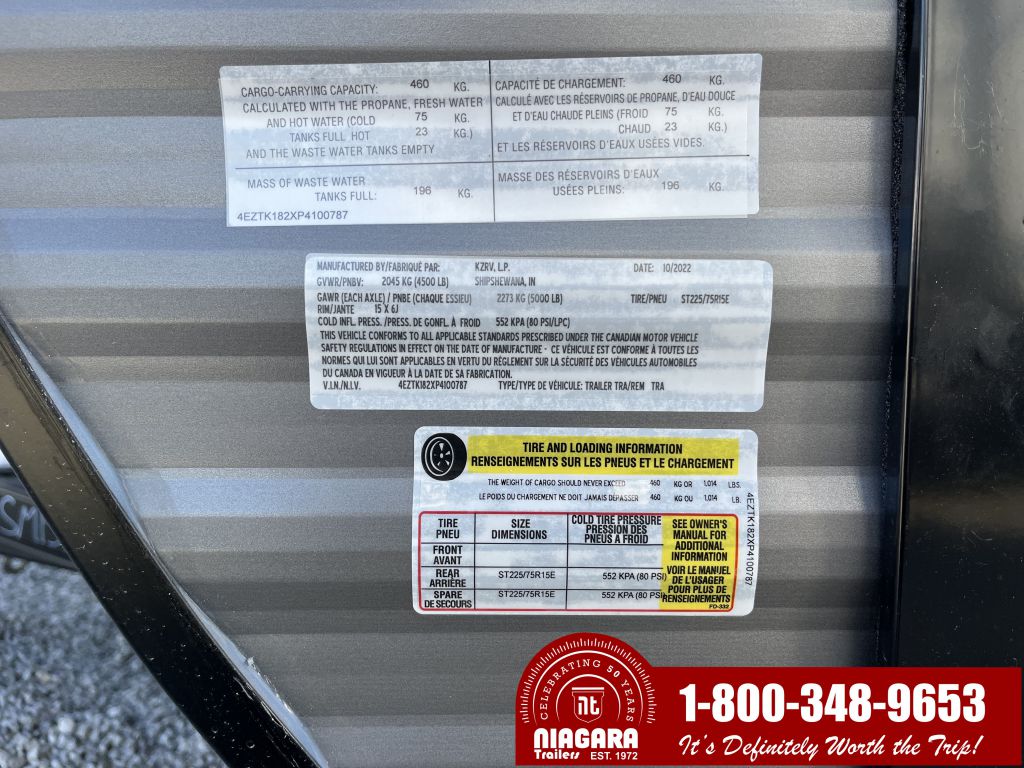 CARGO-CARRYING CAPACITY: 460 KG.
CALCULATED WITH THE PROPANE, FRESH WATER
AND HOT WATER (COLD 75 KG.
TANKS FULL HOT 23 KG.)
AND THE WASTE WATER TANKS EMPTY
MASS OF WASTE WATER
TANKS FULL: 196 KG.
4EZTK182XP4100787
CAPACITÉ DE CHARGEMENT: 460 KG.
CALCULÉ AVEC LES RÉSERVOIRS DE PROPANE, D'EAU DOUCE
ET D'EAU CHAUDE PLEINS (FROID 75 KG.
CHAUD 23 KG.)
ET LES RÉSERVOIRS D'EAUX USÉES VIDES.
MASSE DES RÉSERVOIRS D'EAUX
USÉES PLEINS: 196 KG.
MANUFACTURED BY/FABRIQUÉ PAR: KZRV, L.P. DATE: 10/2022
GVWR/PNBV: 2045 KG (4500 LB) SHIPSHEWANA, IN
GAWR (EACH AXLE) / PNBE (CHAQUE ESSIEU) 2273 KG (5000 LB) TIRE/PNEU ST225/75R15E
RIM/JANTE 15 X 6J
COLD INFL. PRESS. /PRESS. DE GONFL. À FROID 552 KPA (80 PSI/LPC)
THIS VEHICLE CONFORMS TO ALL APPLICABLE STANDARDS PRESCRIBED UNDER THE CANADIAN MOTOR VEHICLE
SAFETY REGULATIONS IN EFFECT ON THE DATE OF MANUFACTURE - CE VÉHICULE EST CONFORME À TOUTES LES
NORMES QUI LUI SONT APPLICABLES EN VERTU DU RÈGLEMENT SUR LA SÉCURITÉ DES VÉHICULES AUTOMOBILES
DU CANADA EN VIGUEUR À LA DATE DE SA FABRICATION.
V.I.N./N.I.V. 4EZTK182XP4100787 TYPE/TYPE DE VÉHICULE: TRAILER TRA/REM TRA
TIRE AND LOADING INFORMATION
RENSEIGNEMENTS SUR LES PNEUS ET LE CHARGEMENT
THE WEIGHT OF CARGO SHOULD NEVER EXCEED 460 KG OR 1,014 LBS.
LE POIDS DU CHARGEMENT NE DOIT JAMAIS DÉPASSER 460 KG OU 1,014 LB.
TIRE
PNEU
SIZE
DIMENSIONS
COLD TIRE PRESSURE
PRESSION DES
PNEUS A FROID
FRONT
AVANT
REAR
ARRIÈRE
ST225/75R15E 552 KPA (80 PSI)
SPARE
DE SECOURS
ST225/75R15E 552 KPA (80 PSI)
SEE OWNER'S
MANUAL FOR
ADDITIONAL
INFORMATION
VOIR LE MANUEL
DE L'USAGER
POUR PLUS DE
RENSEIGNEMENTS
FD-332
4EZTK182XP4100787
CELEBRATING 50 YEARS
nt
NIAGARA
Trailers EST. 1972
1-800-348-9653
It's Definitely Worth the Trip!